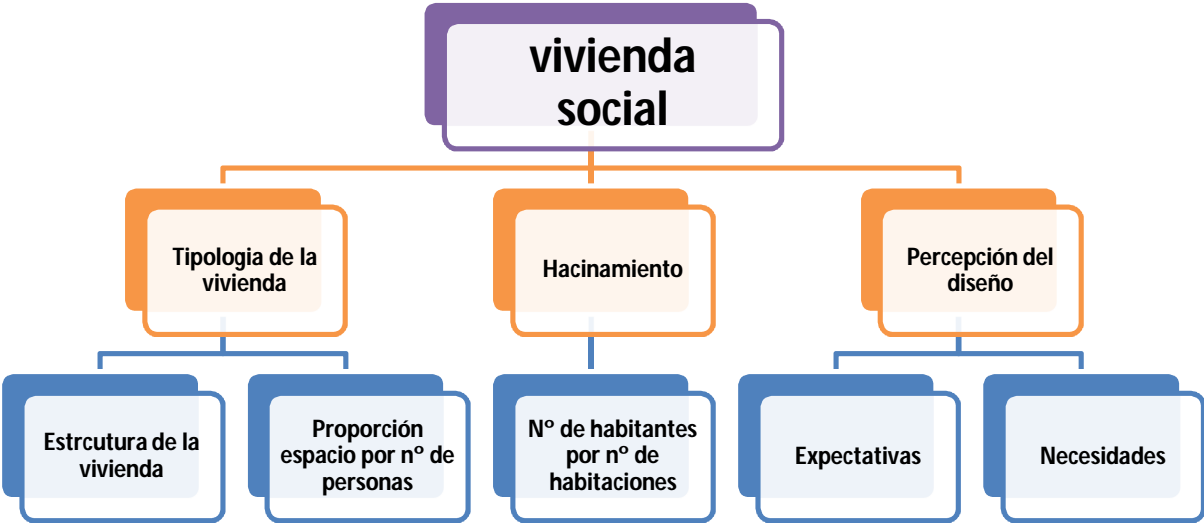 vivienda
social
Tipologia de la
vivienda
Hacinamiento
Percepción del
diseño
Estrcutura de la
vivienda
Proporción
espacio por nº de
personas
Nº de habitantes
por nº de
habitaciones
Expectativas
Necesidades